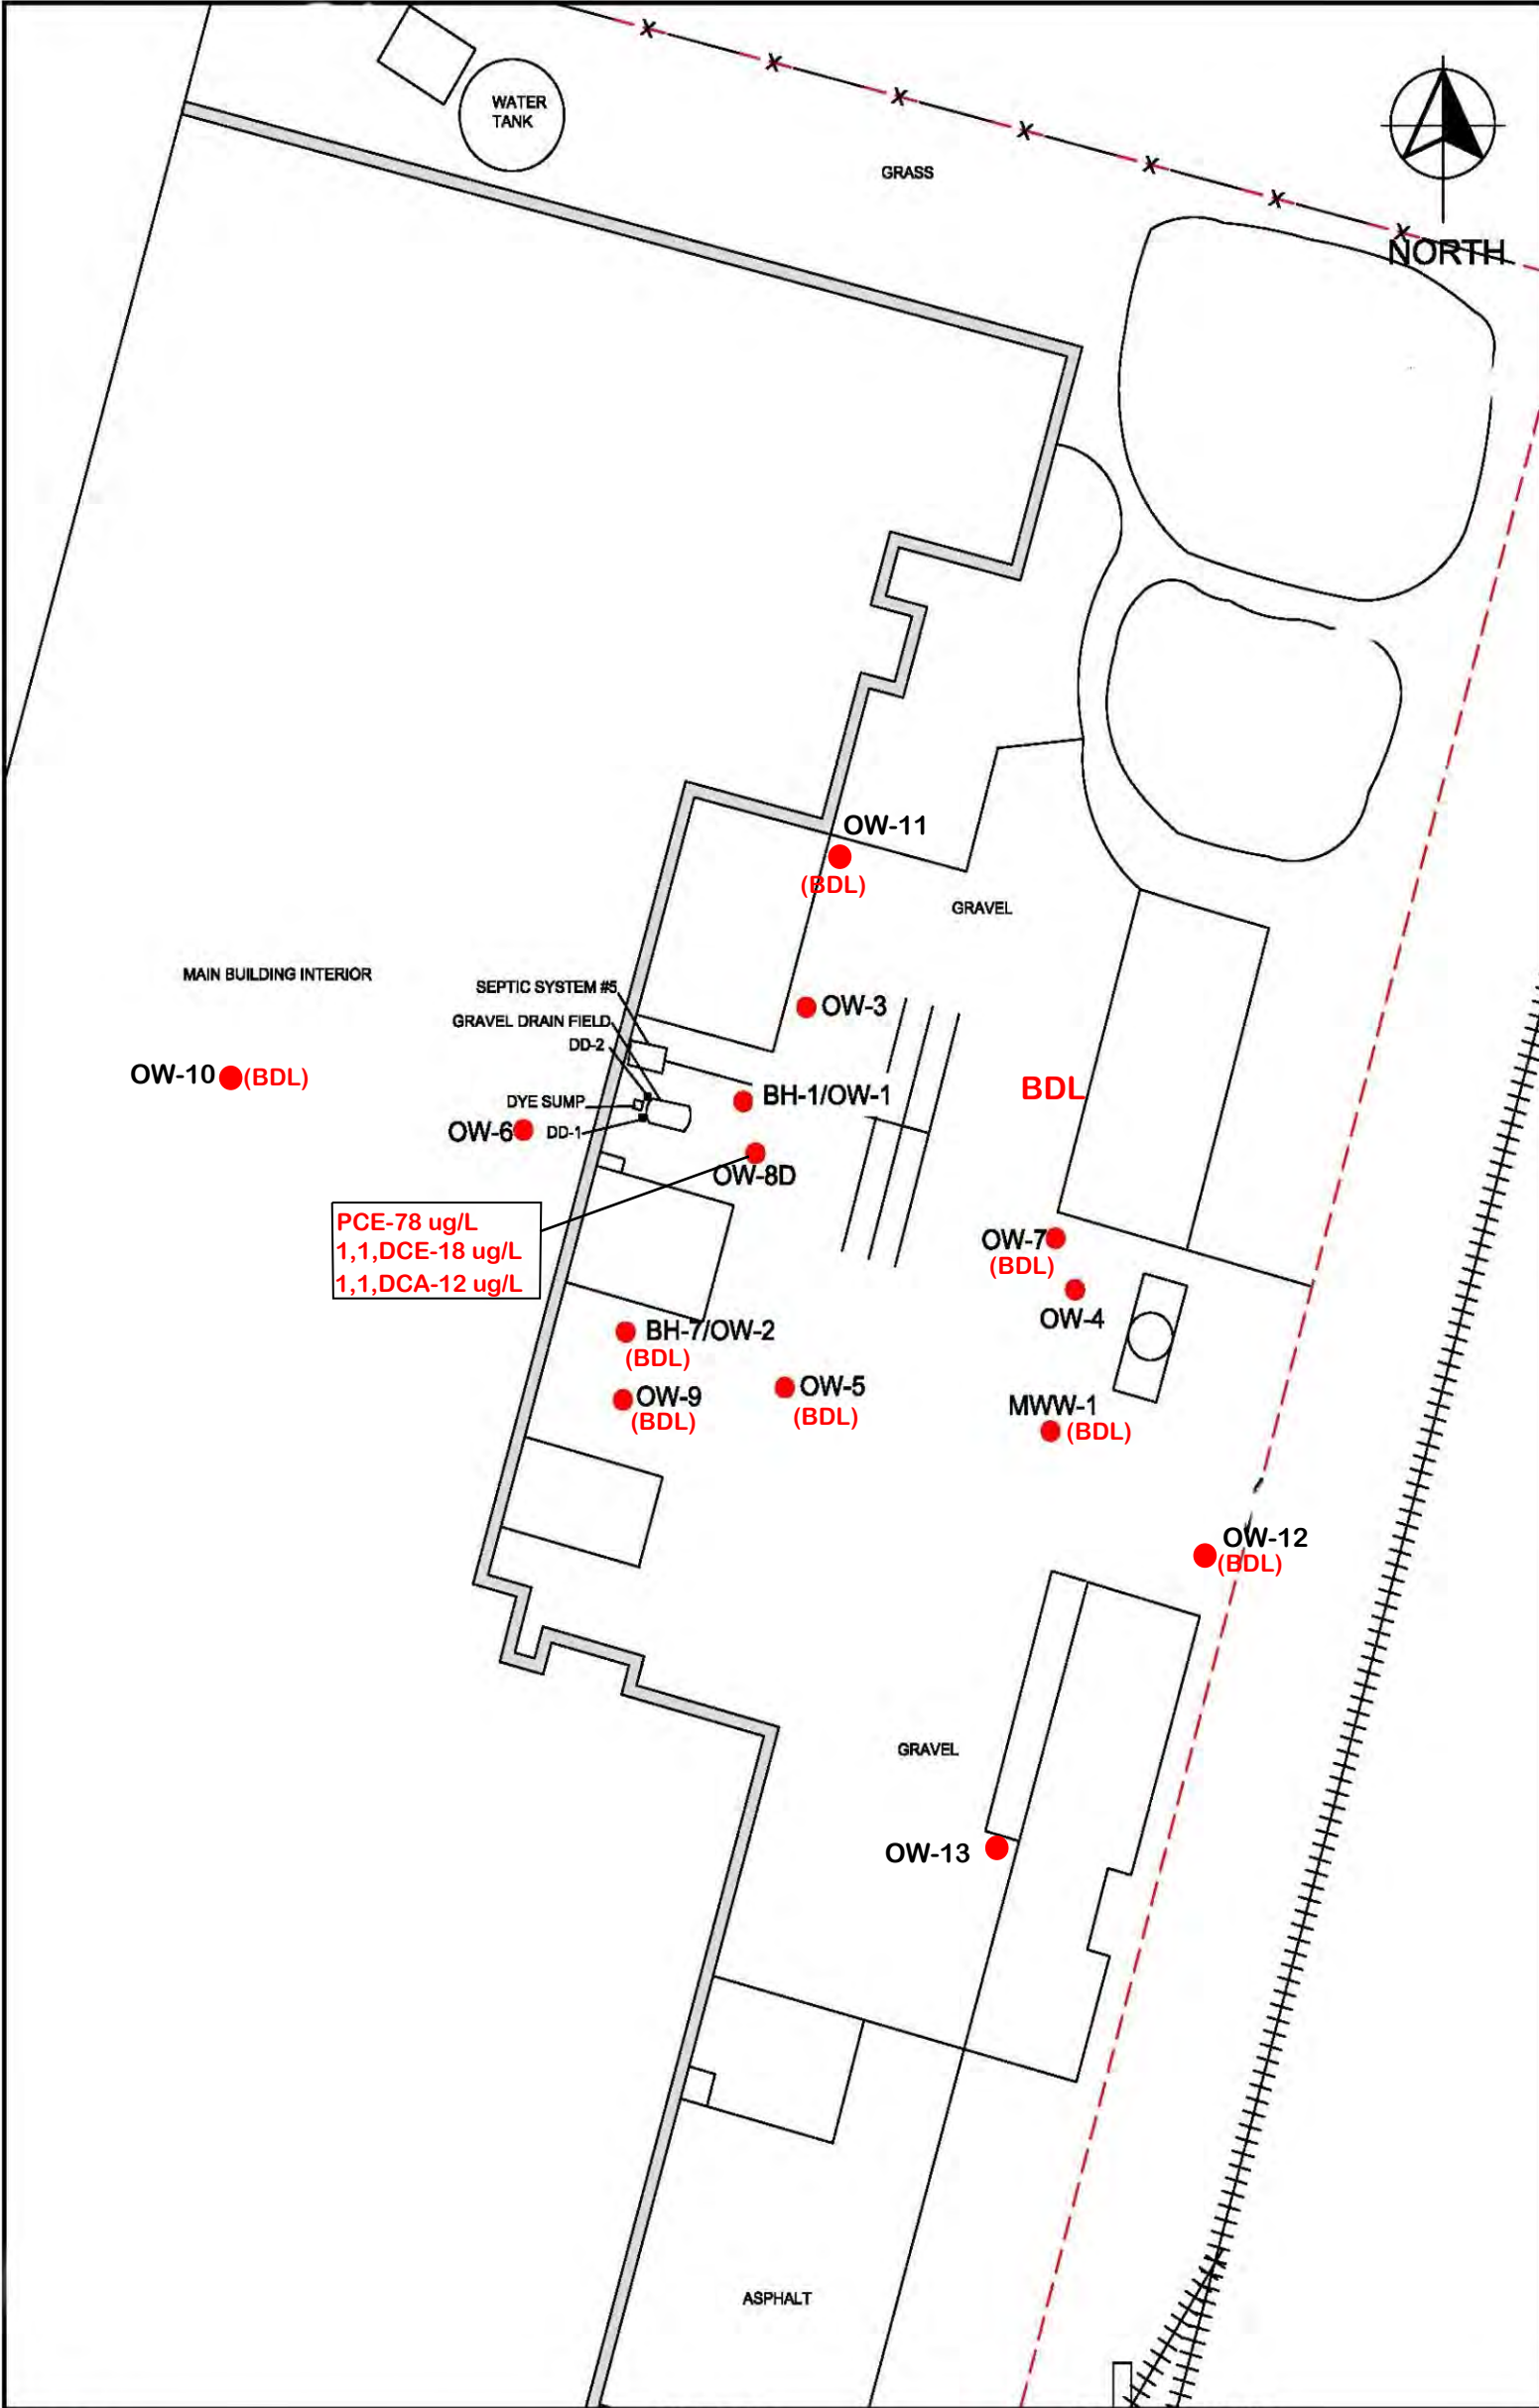 WATER
TANK
GRASS
NORTH
OW-11
(BDL)
GRAVEL
MAIN BUILDING INTERIOR
SEPTIC SYSTEM #5
GRAVEL DRAIN FIELD
DD-2
OW-3
OW-10 (BDL)
DYE SUMP
BH-1/OW-1
BDL
OW-6
DD-1
OW-8D
PCE-78 ug/L
1,1,DCE-18 ug/L
1,1,DCA-12 ug/L
OW-7
(BDL)
OW-4
BH-7/OW-2
(BDL)
OW-9
(BDL)
OW-5
(BDL)
MWW-1
(BDL)
OW-12
(BDL)
GRAVEL
OW-13
ASPHALT